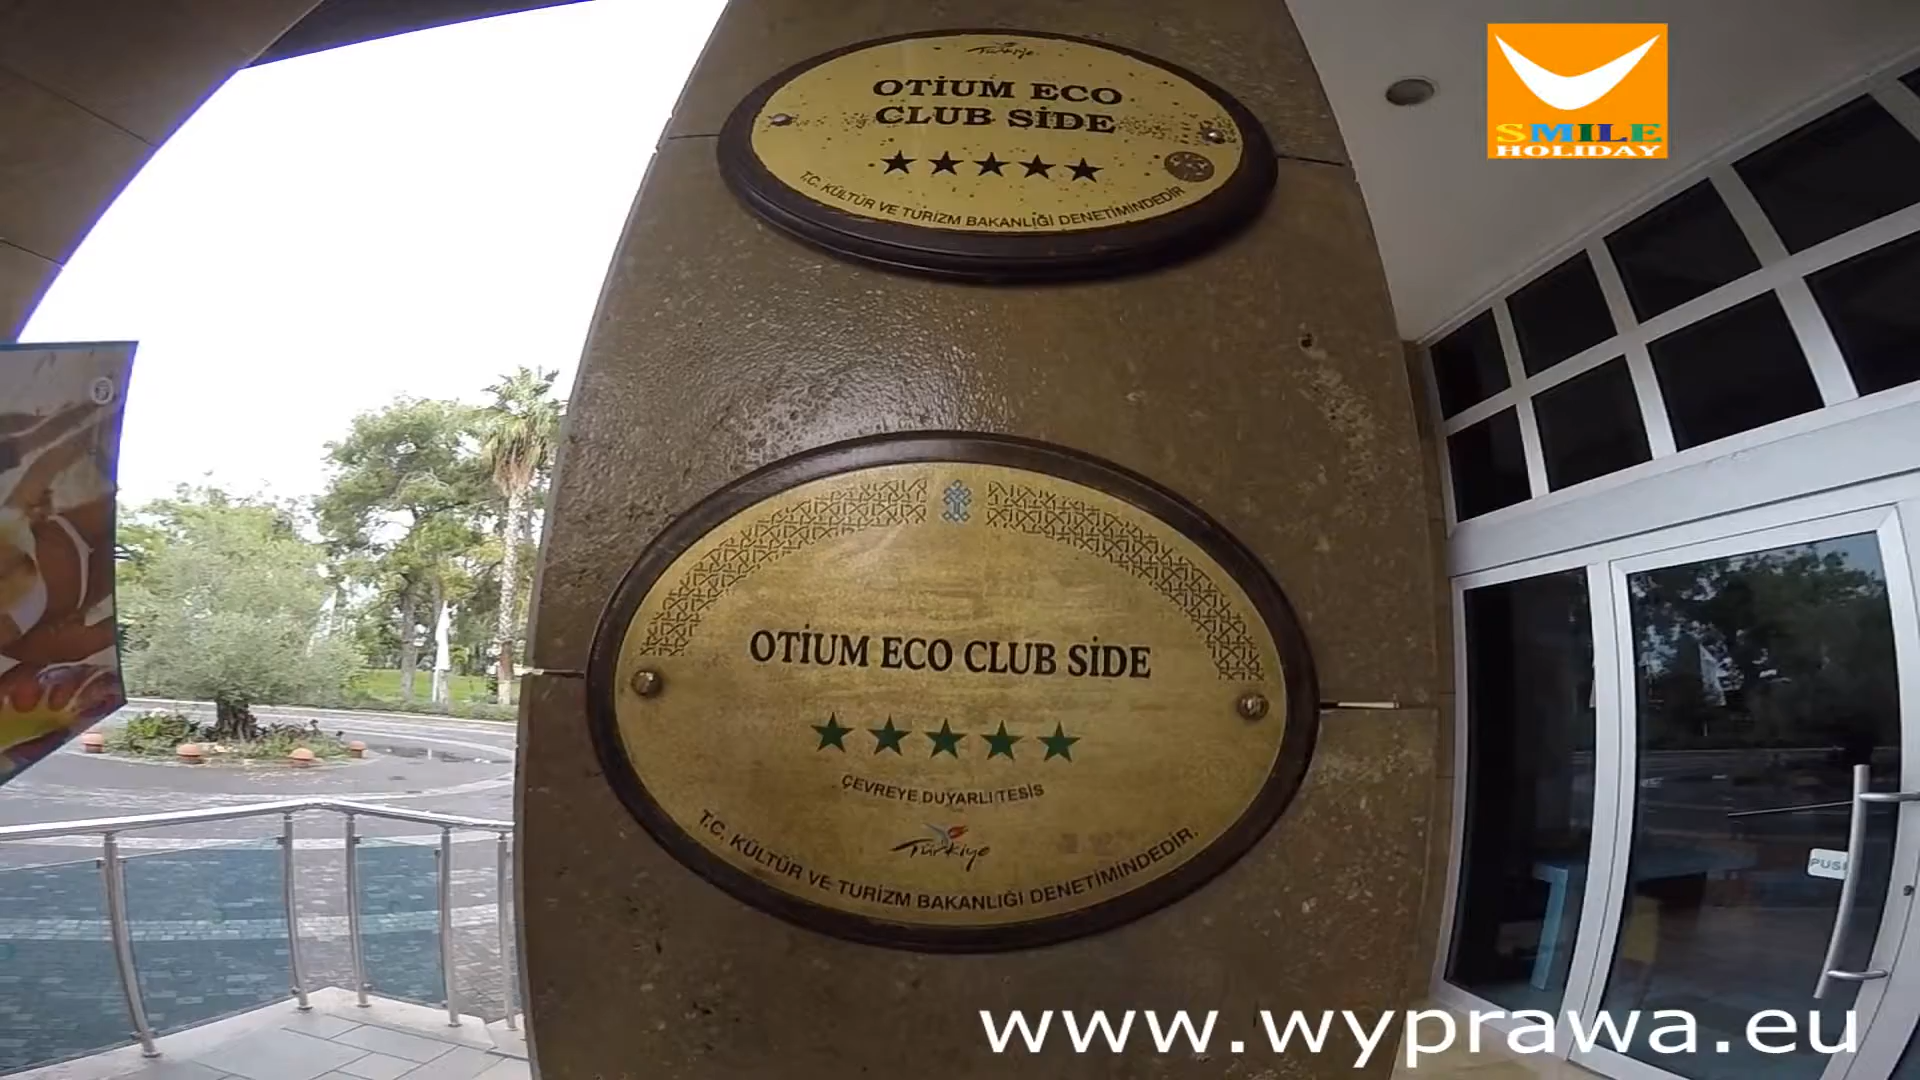 Türkiye
OTİUM ECO
CLUB SİDE
T.C. KÜLTÜR VE TURİZM BAKANLIĞI DENETİMİNDEDİR
SMILE
HOLIDAY
OTİUM ECO CLUB SİDE
ÇEVREYE DUYARLI TESİS
Türkiye
T.C. KÜLTÜR VE TURİZM BAKANLIĞI DENETİMİNDEDİR.
PUSH
www.wyprawa.eu